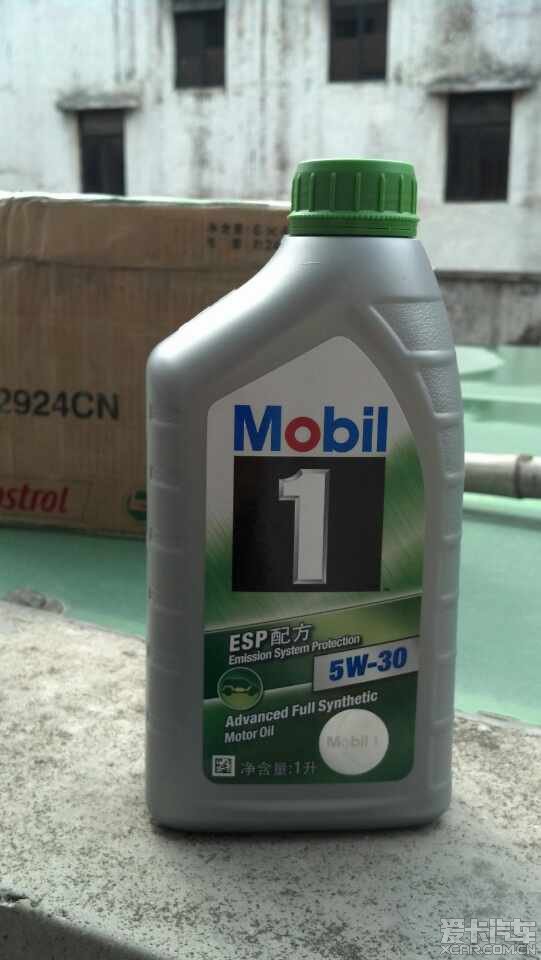 2924CN
Mobil
1
ESP配方
Emission System Protection
5W-30
Advanced Full Synthetic
Motor Oil
Mobil 1
净含量:1升
爱卡汽车
XCAR.COM.CN